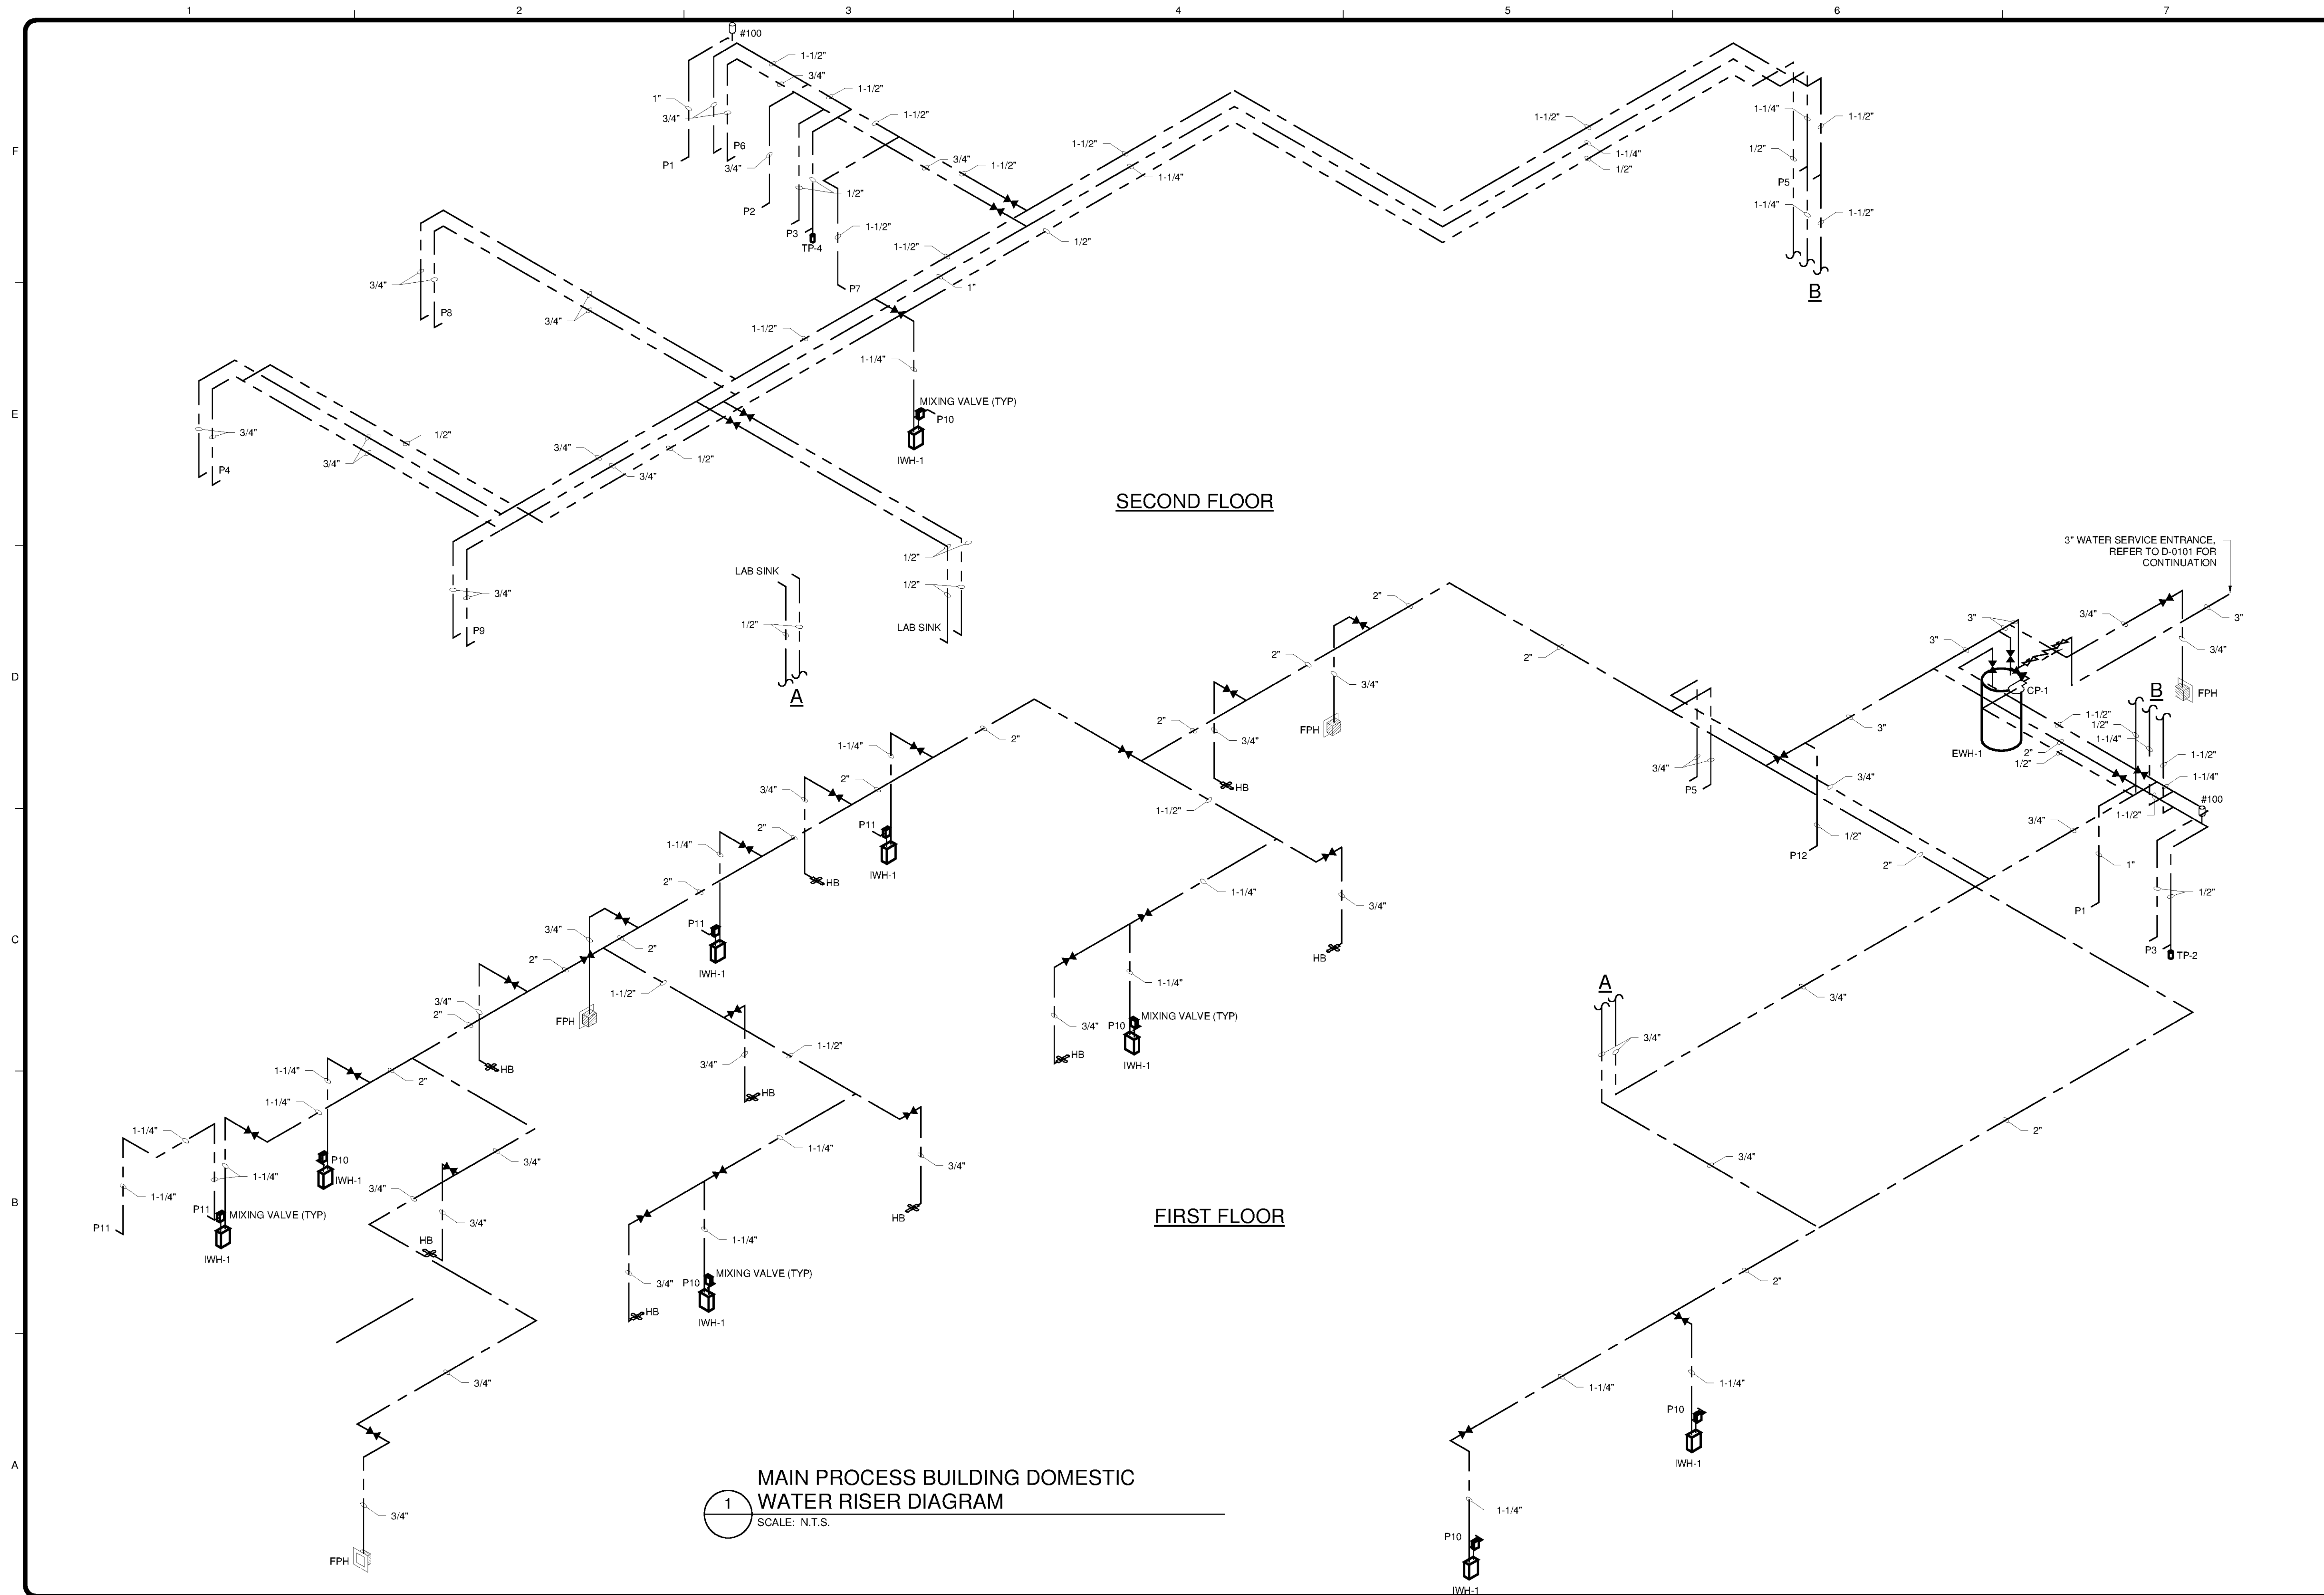 1 2 3 4 5 6 7
F
E
D
C
B
A
#100
1-1/2"
3/4"
1-1/2"
1-1/2"
1"
3/4"
P6
P1
3/4"
3/4"
1-1/2"
1/2"
P2
P3
TP-4
1-1/2"
P7
1-1/2"
1/2"
1"
1-1/2"
1-1/4"
1-1/2"
1-1/4"
1/2"
1-1/4"
1-1/2"
1/2"
P5
1-1/4"
1-1/2"
B
3/4"
P8
3/4"
1-1/2"
1-1/4"
MIXING VALVE (TYP)
P10
IWH-1
3/4"
P4
3/4"
1/2"
3/4"
1/2"
3/4"
3/4"
P9
1/2"
1/2"
LAB SINK
LAB SINK
1/2"
A
SECOND FLOOR
3" WATER SERVICE ENTRANCE,
REFER TO D-0101 FOR
CONTINUATION
3/4"
3"
3"
3"
3/4"
FPH
CP-1
B
EWH-1
3"
1-1/2"
1/2"
1-1/4"
2"
1/2"
1-1/2"
1-1/4"
#100
1-1/2"
3/4"
1"
P1
1/2"
P3
TP-2
2"
2"
2"
3/4"
FPH
2"
3/4"
HB
3/4"
P5
3/4"
1/2"
P12
2"
2"
1-1/4"
2"
P11
IWH-1
3/4"
2"
HB
1-1/2"
3/4"
HB
1-1/4"
1-1/4"
MIXING VALVE (TYP)
P10
IWH-1
3/4"
HB
1-1/4"
2"
P11
IWH-1
3/4"
2"
2"
FPH
1-1/2"
3/4"
2"
HB
3/4"
HB
1-1/2"
1-1/4"
3/4"
HB
1-1/4"
MIXING VALVE (TYP)
P10
IWH-1
3/4"
HB
1-1/4"
2"
1-1/4"
P10
IWH-1
1-1/4"
1-1/4"
P11
1-1/4"
P11
MIXING VALVE (TYP)
IWH-1
3/4"
3/4"
3/4"
HB
3/4"
3/4"
FPH
A
3/4"
3/4"
3/4"
2"
2"
1-1/4"
1-1/4"
P10
IWH-1
1-1/4"
P10
IWH-1
FIRST FLOOR
1
MAIN PROCESS BUILDING DOMESTIC
WATER RISER DIAGRAM
SCALE: N.T.S.